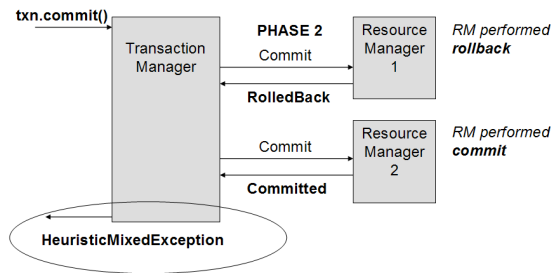 txn.commit()
Transaction
Manager
PHASE 2
Commit
RolledBack
Resource
Manager
1
RM performed
rollback
Commit
Committed
Resource
Manager
2
RM performed
commit
HeuristicMixedException